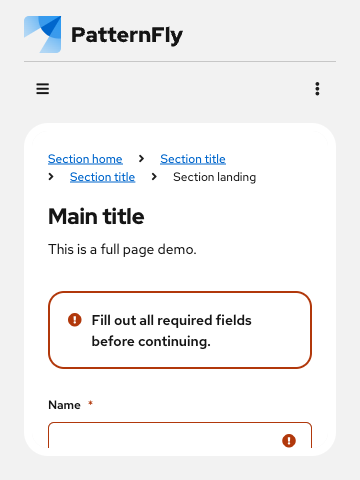 PatternFly
Section home Section title
Section title Section landing
Main title
This is a full page demo.
Fill out all required fields
before continuing.
Name *